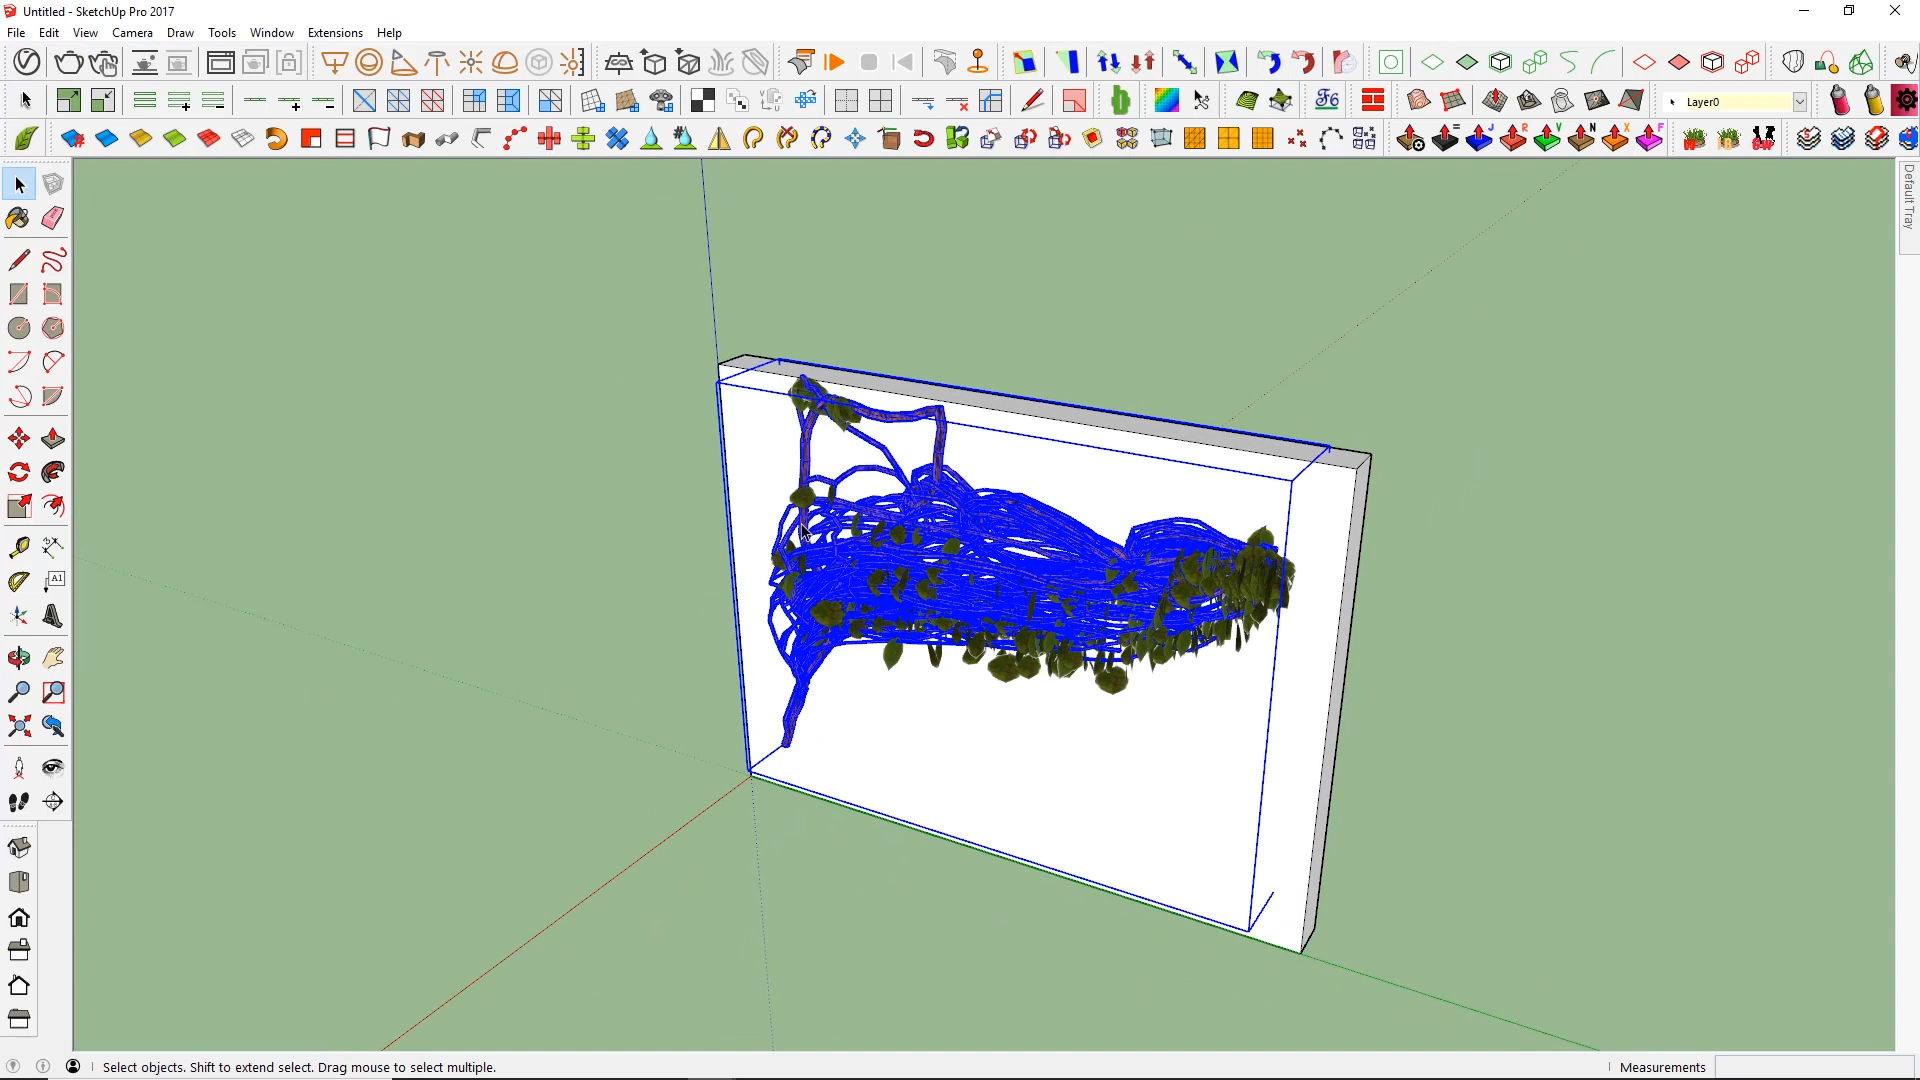 Untitled - SketchUp Pro 2017
File Edit View Camera Draw Tools Window Extensions Help
Layer0
Default Tray
A1
Select objects. Shift to extend select. Drag mouse to select multiple.
Measurements